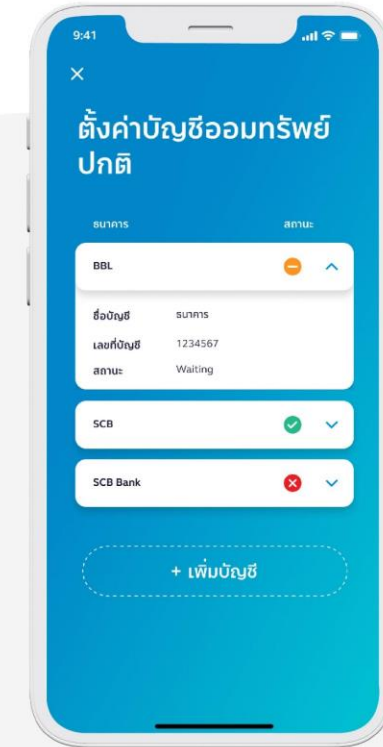 9:41
ตั้งค่าบัญชีออมทรัพย์
ปกติ
ธนาคาร สถานะ
BBL
ชื่อบัญชี ธนาคาร
เลขที่บัญชี 1234567
สถานะ Waiting
SCB
SCB Bank
+ เพิ่มบัญชี